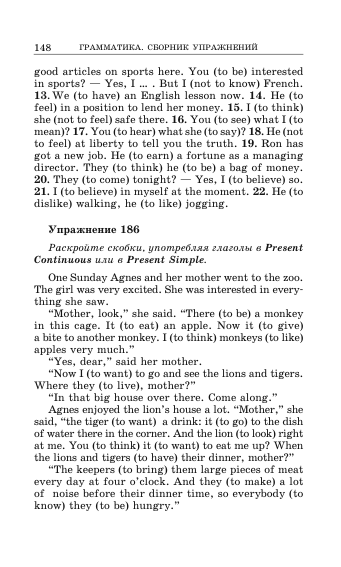 148 ГРАММАТИКА. СБОРНИК УПРАЖНЕНИЙ
good articles on sports here. You (to be) interested
in sports? — Yes, I ... . But I (not to know) French.
13. We (to have) an English lesson now. 14. He (to
feel) in a position to lend her money. 15. I (to think)
she (not to feel) safe there. 16. You (to see) what I (to
mean)? 17. You (to hear) what she (to say)? 18. He (not
to feel) at liberty to tell you the truth. 19. Ron has
got a new job. He (to earn) a fortune as a managing
director. They (to think) he (to be) a bag of money.
20. They (to come) tonight? — Yes, I (to believe) so.
21. I (to believe) in myself at the moment. 22. He (to
dislike) walking, he (to like) jogging.
Упражнение 186
Раскройте скобки, употребляя глаголы в Present
Continuous или в Present Simple.
One Sunday Agnes and her mother went to the zoo.
The girl was very excited. She was interested in every-
thing she saw.
“Mother, look,” she said. “There (to be) a monkey
in this cage. It (to eat) an apple. Now it (to give)
a bite to another monkey. I (to think) monkeys (to like)
apples very much.”
“Yes, dear,” said her mother.
“Now I (to want) to go and see the lions and tigers.
Where they (to live), mother?”
“In that big house over there. Come along.”
Agnes enjoyed the lion’s house a lot. “Mother,” she
said, “the tiger (to want) a drink: it (to go) to the dish
of water there in the corner. And the lion (to look) right
at me. You (to think) it (to want) to eat me up? When
the lions and tigers (to have) their dinner, mother?”
“The keepers (to bring) them large pieces of meat
every day at four o’clock. And they (to make) a lot
of noise before their dinner time, so everybody (to
know) they (to be) hungry.”